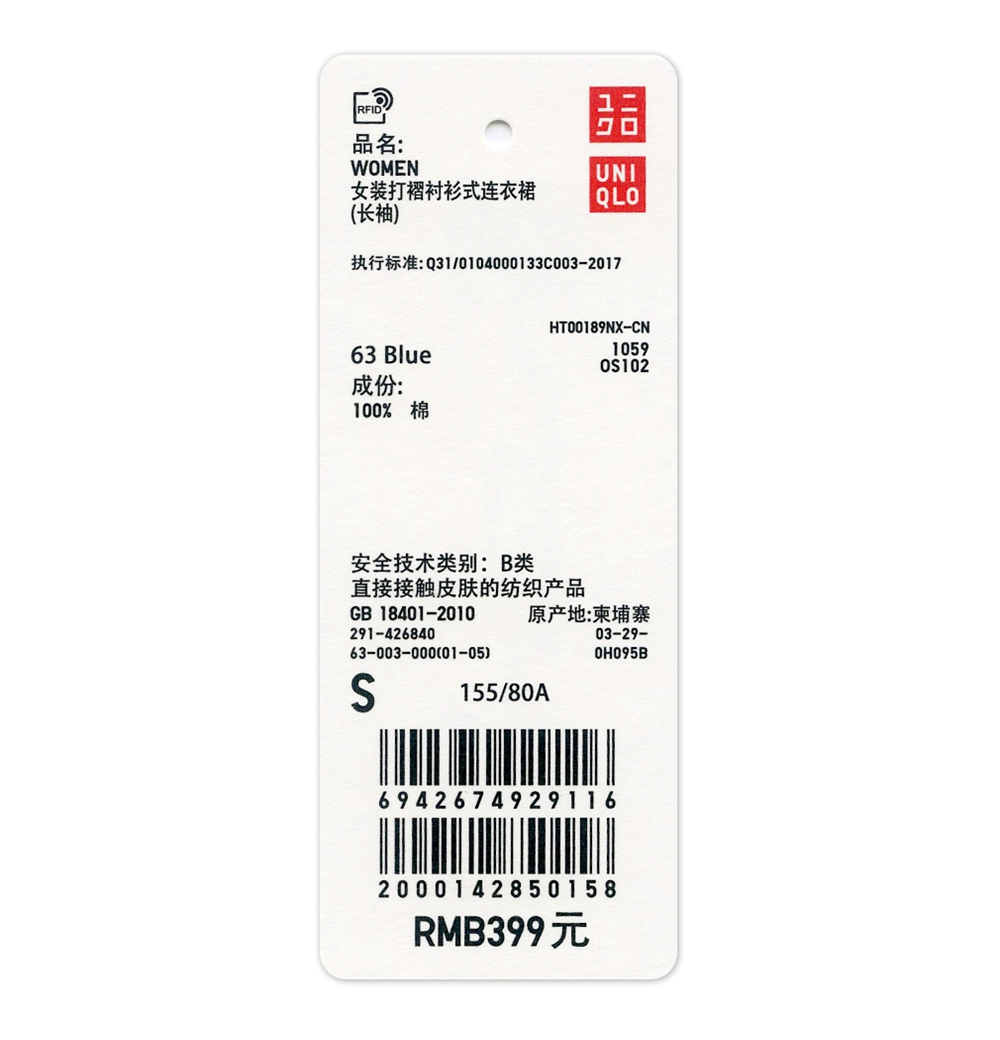 RFID
ユニ
クロ
UNI
QLO
品名:
WOMEN
女装打褶衬衫式连衣裙
(长袖)
执行标准:Q31/0104000133C003-2017
HT00189NX-CN
63 Blue
1059
OS102
成份:
100% 棉
安全技术类别：B类
直接接触皮肤的纺织产品
GB 18401-2010 原产地:柬埔寨
291-426840 03-29-
63-003-000(01-05) 0H095B
S 155/80A
6942674929116
2000142850158
RMB399元